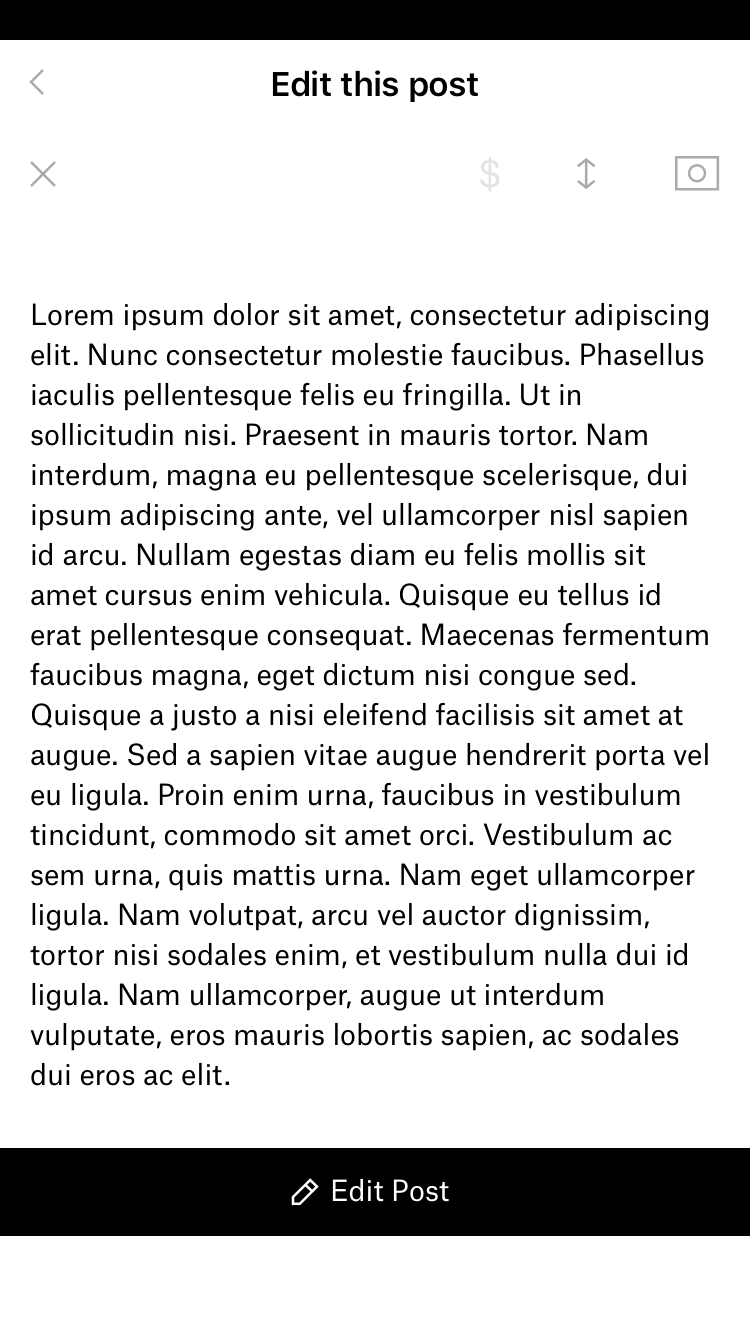 Edit this post
$
Lorem ipsum dolor sit amet, consectetur adipiscing
elit. Nunc consectetur molestie faucibus. Phasellus
iaculis pellentesque felis eu fringilla. Ut in
sollicitudin nisi. Praesent in mauris tortor. Nam
interdum, magna eu pellentesque scelerisque, dui
ipsum adipiscing ante, vel ullamcorper nisl sapien
id arcu. Nullam egestas diam eu felis mollis sit
amet cursus enim vehicula. Quisque eu tellus id
erat pellentesque consequat. Maecenas fermentum
faucibus magna, eget dictum nisi congue sed.
Quisque a justo a nisi eleifend facilisis sit amet at
augue. Sed a sapien vitae augue hendrerit porta vel
eu ligula. Proin enim urna, faucibus in vestibulum
tincidunt, commodo sit amet orci. Vestibulum ac
sem urna, quis mattis urna. Nam eget ullamcorper
ligula. Nam volutpat, arcu vel auctor dignissim,
tortor nisi sodales enim, et vestibulum nulla dui id
ligula. Nam ullamcorper, augue ut interdum
vulputate, eros mauris lobortis sapien, ac sodales
dui eros ac elit.
Edit Post